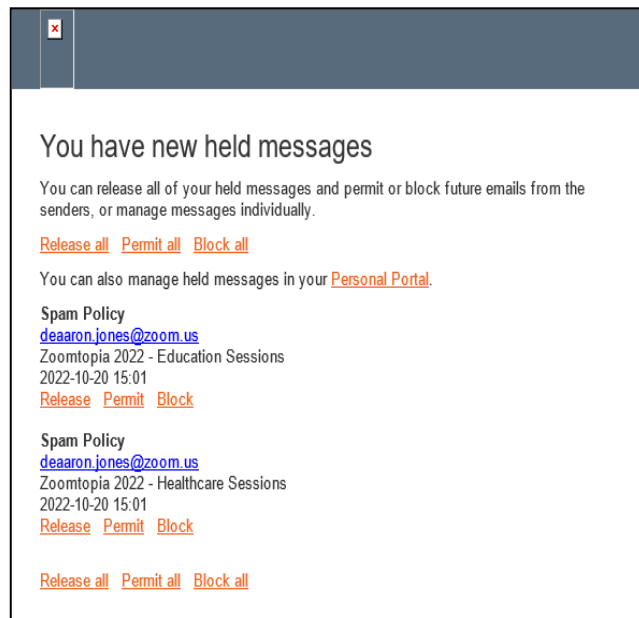 You have new held messages
You can release all of your held messages and permit or block future emails from the
senders, or manage messages individually.
Release all Permit all Block all
You can also manage held messages in your Personal Portal.
Spam Policy
deaaron.jones@zoom.us
Zoomtopia 2022 - Education Sessions
2022-10-20 15:01
Release Permit Block
Spam Policy
deaaron.jones@zoom.us
Zoomtopia 2022 - Healthcare Sessions
2022-10-20 15:01
Release Permit Block
Release all Permit all Block all